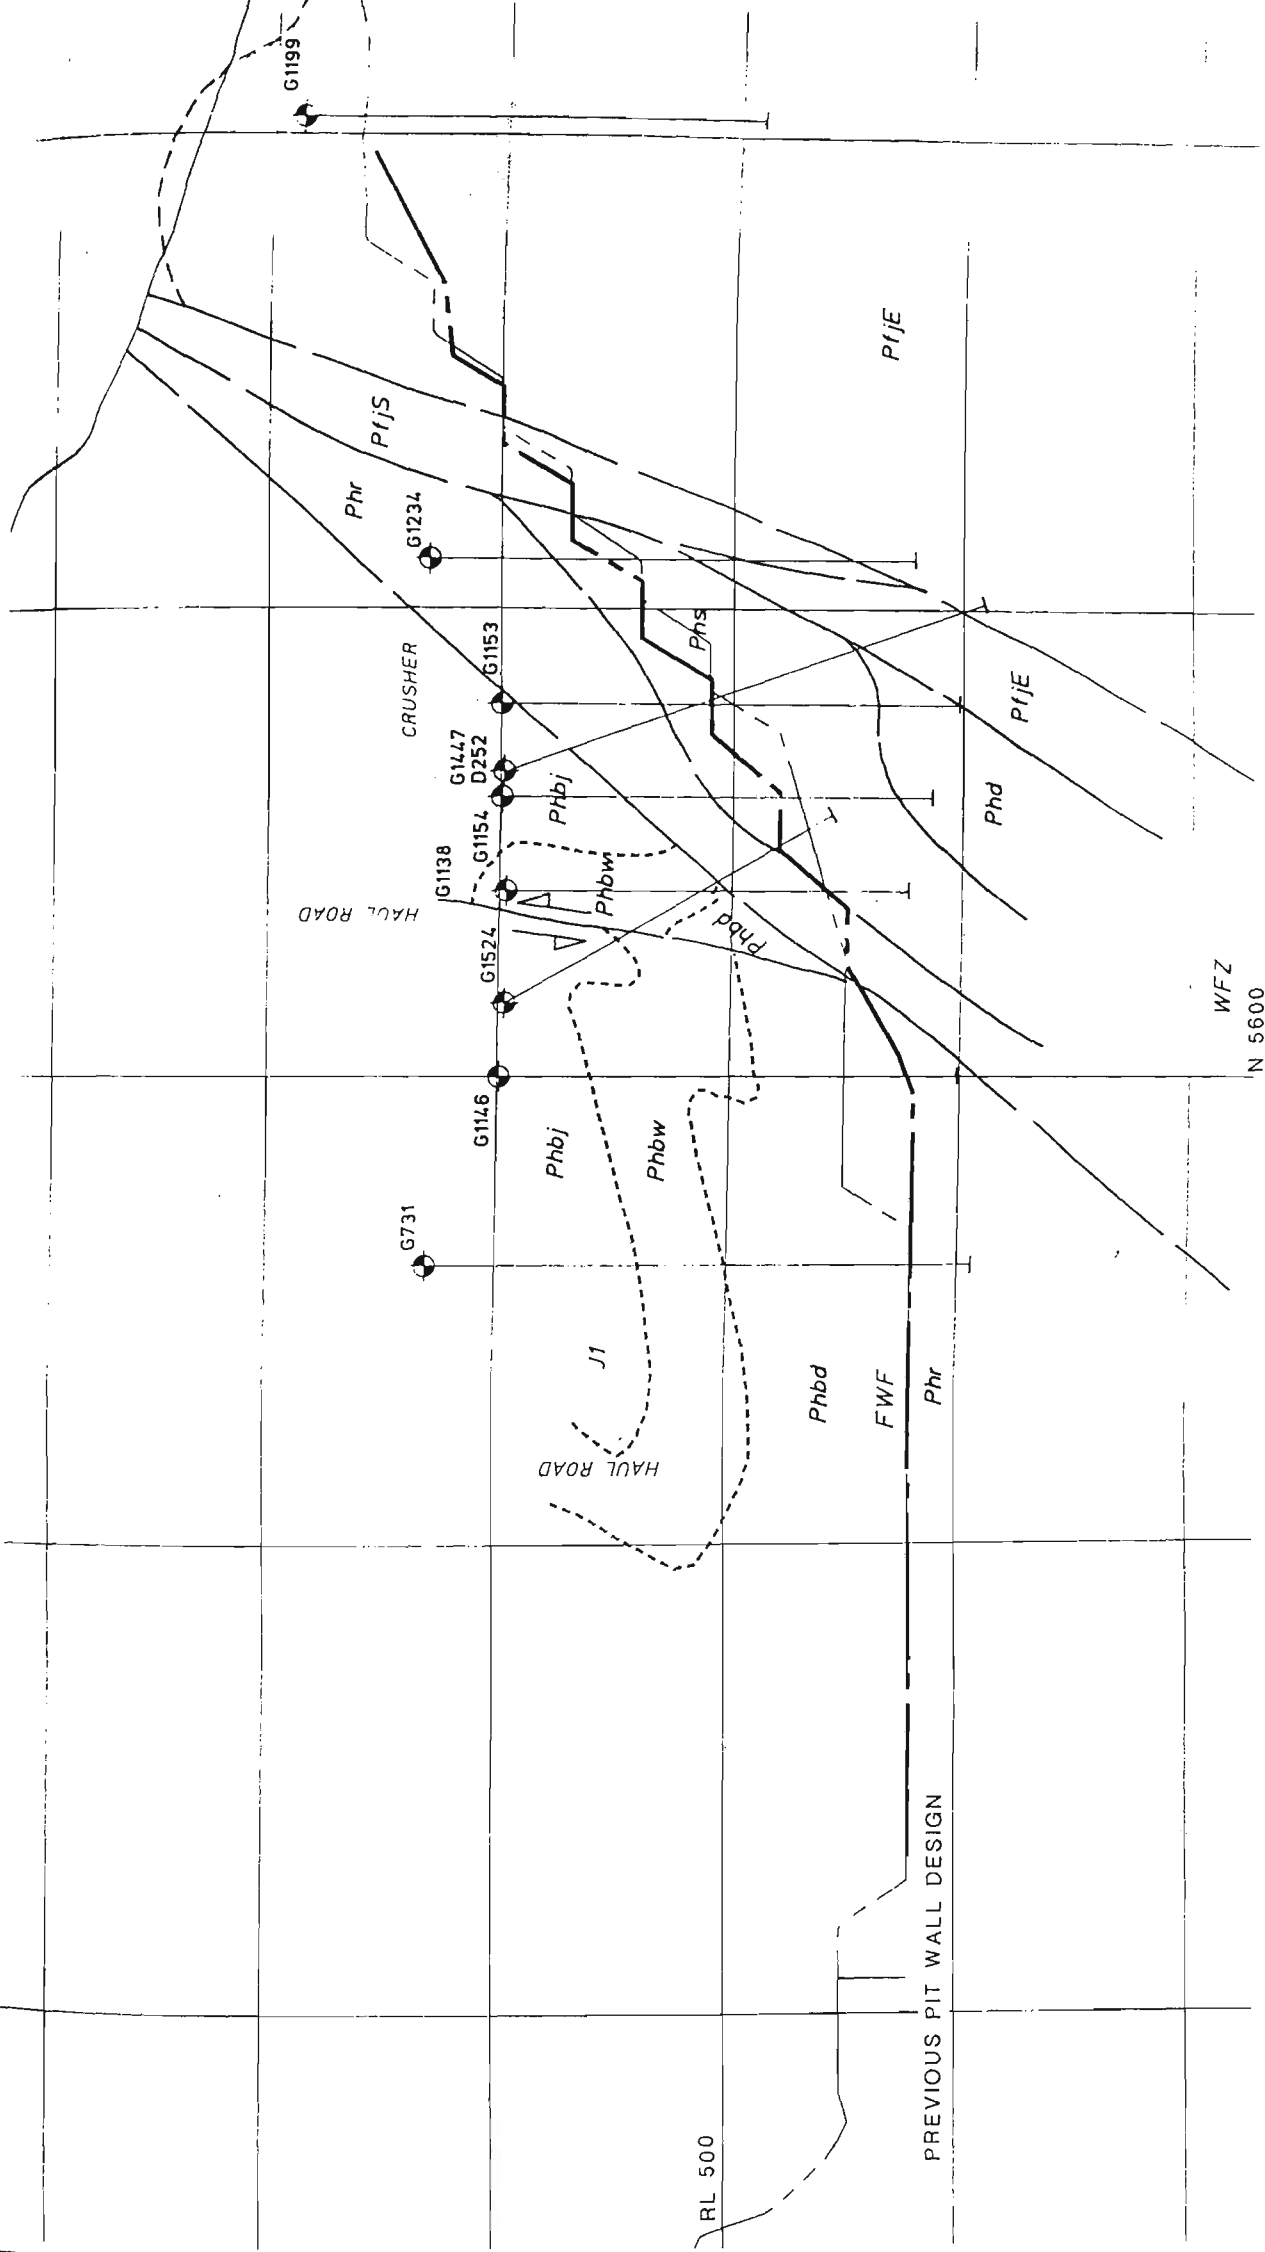 G1199
PfjE
PfjS
Phr
G1234
Phs
G1153
CRUSHER
PfjE
G1447
D252
Phbj
Phd
G1154
G1138
Phbw
HAUL ROAD
Phbd
G1524
WFZ
N 5600
G1146
Phbj
Phbw
G731
J1
Phbd
FWF
Phr
HAUL ROAD
PREVIOUS PIT WALL DESIGN
RL 500